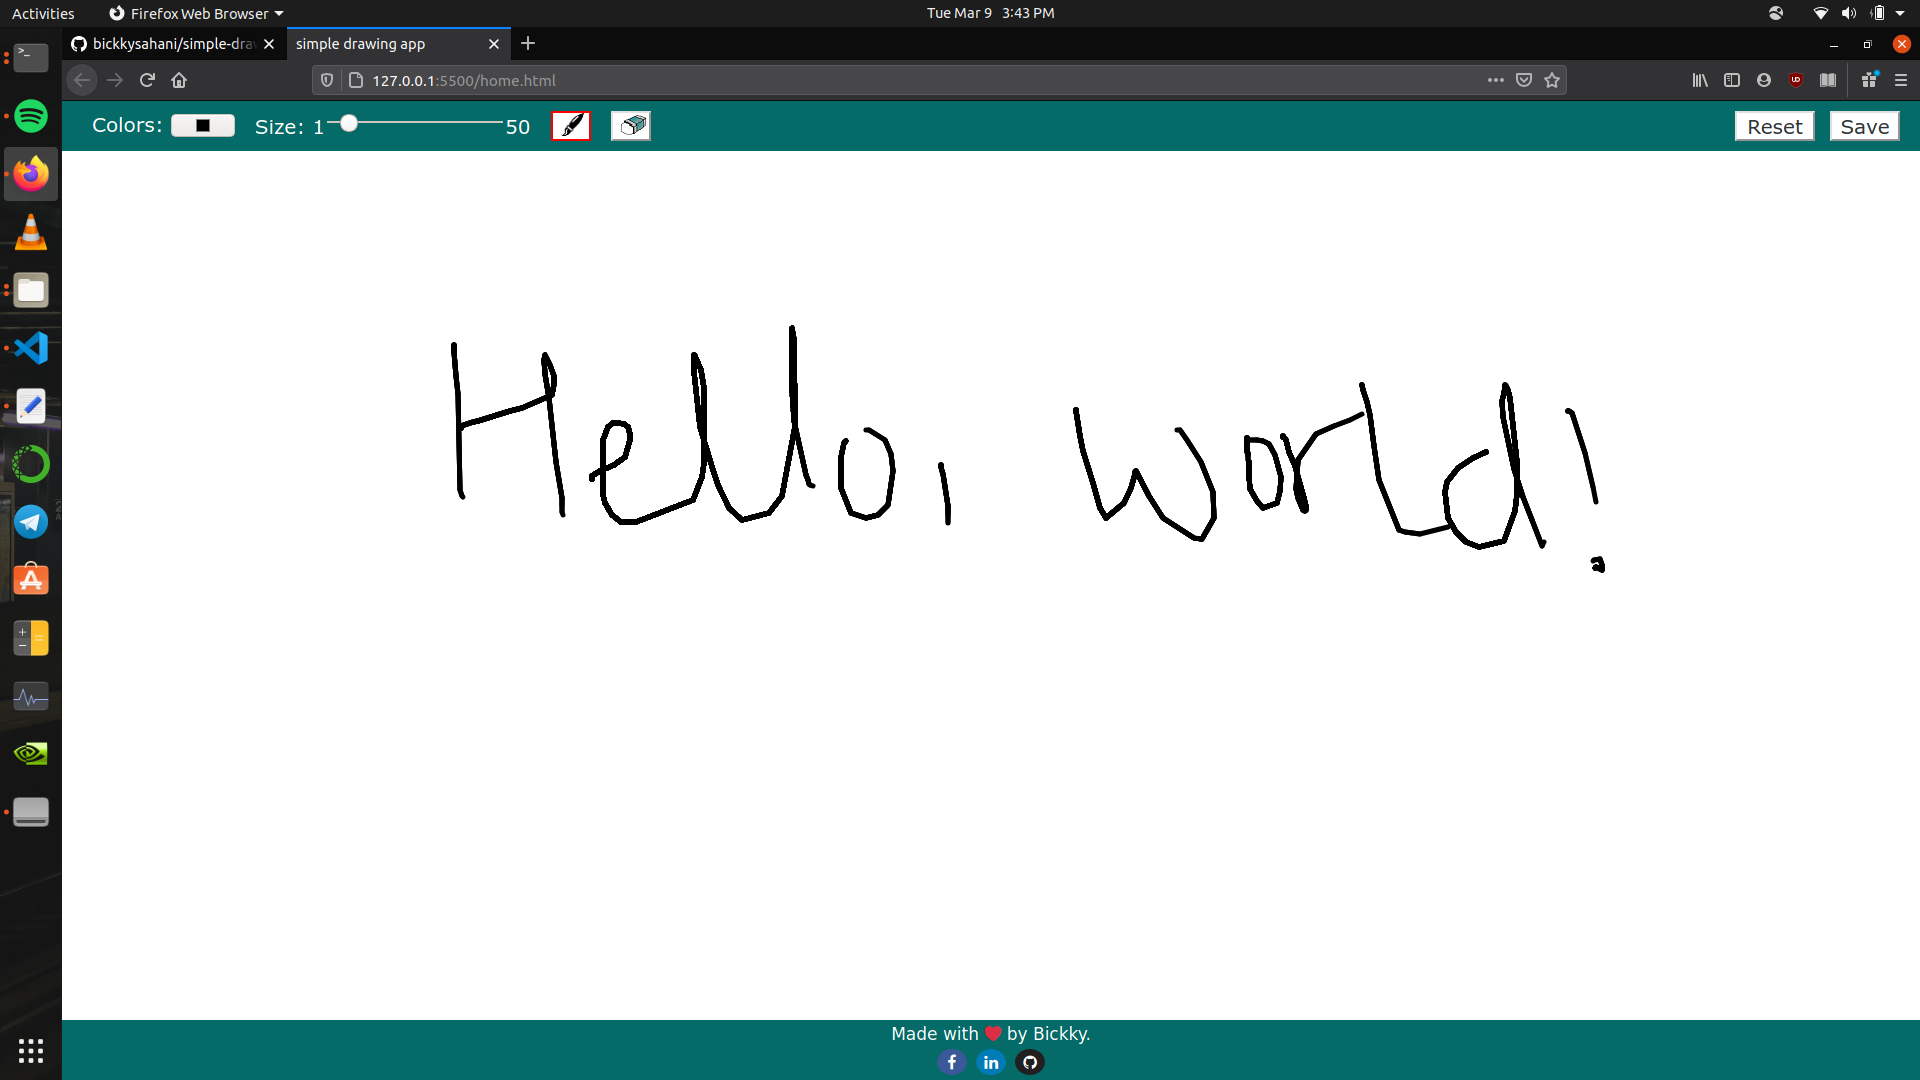 Activities Firefox Web Browser Tue Mar 9 3:43 PM
bickkysahani/simple-dra simple drawing app
127.0.0.1:5500/home.html
Colors: Size: 1 50 Reset Save
Hello, World!
Made with ❤ by Bickky.